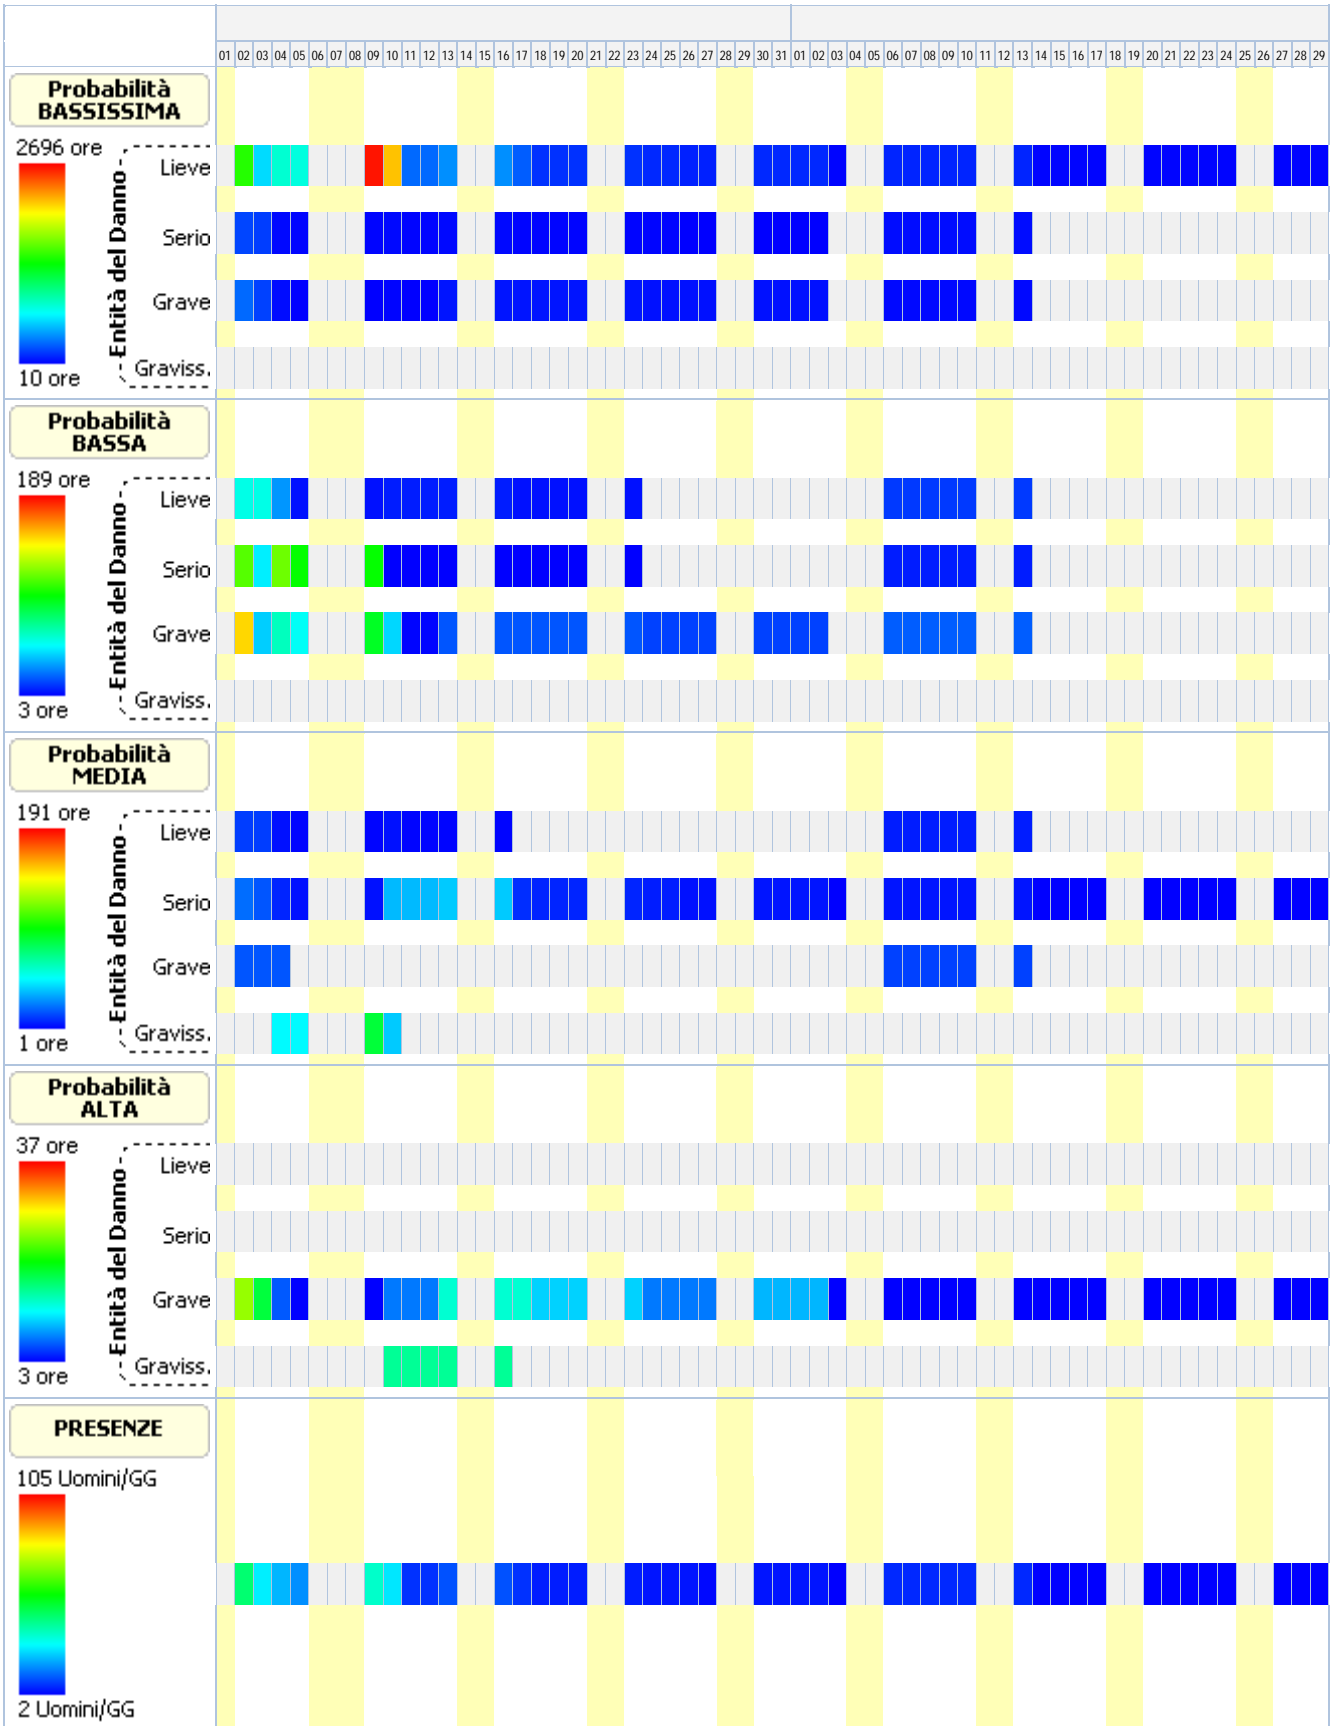 01 02 03 04 05 06 07 08 09 10 11 12 13 14 15 16 17 18 19 20 21 22 23 24 25 26 27 28 29 30 31 01 02 03 04 05 06 07 08 09 10 11 12 13 14 15 16 17 18 19 20 21 22 23 24 25 26 27 28 29
Probabilità
BASSISSIMA
2696 ore
Entità del Danno
Lieve
Serio
Grave
Graviss.
10 ore
Probabilità
BASSA
189 ore
Entità del Danno
Lieve
Serio
Grave
Graviss.
3 ore
Probabilità
MEDIA
191 ore
Entità del Danno
Lieve
Serio
Grave
Graviss.
1 ore
Probabilità
ALTA
37 ore
Entità del Danno
Lieve
Serio
Grave
Graviss.
3 ore
PRESENZE
105 Uomini/GG
2 Uomini/GG